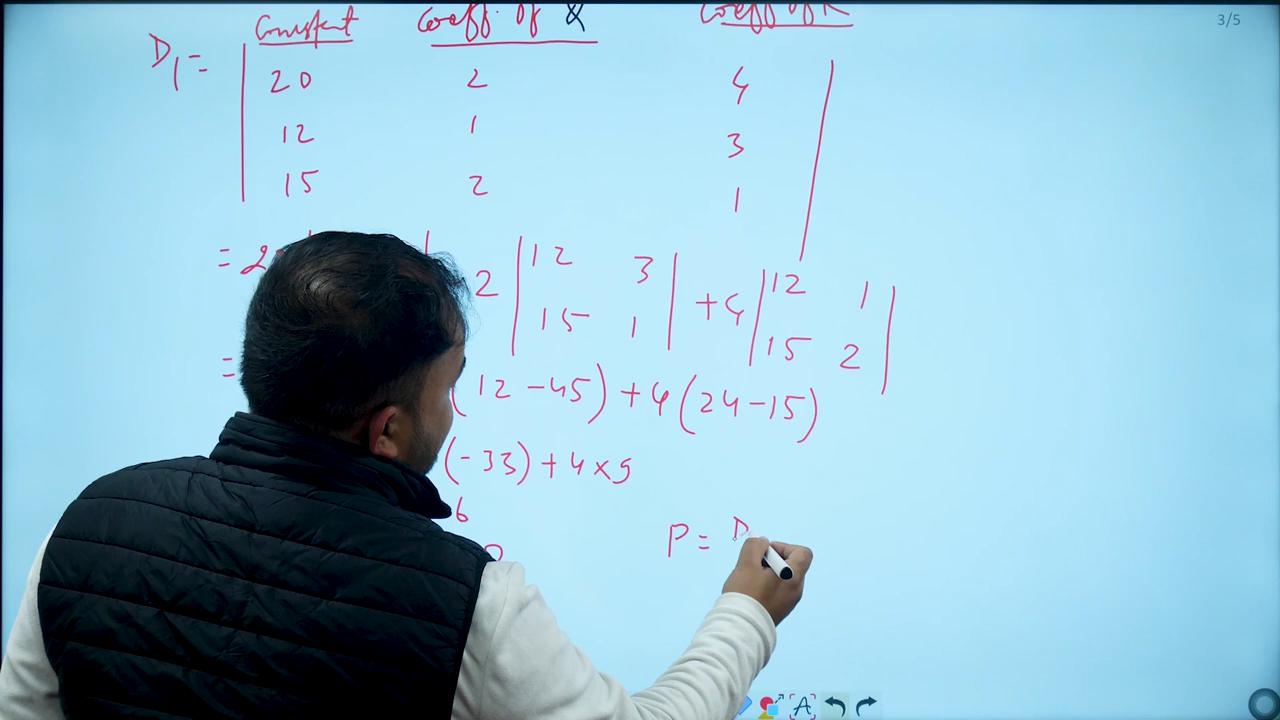 3/5
Constant Coeff. of Q Coeff of R
D1 =
20 2 4
12 1 3
15 2 1
= 2 2 | 12 3 | + 4 | 12 1 |
| 15 1 | | 15 2 |
= (12 - 45) + 4 (24 - 15)
(-33) + 4 × 9
6
P = D